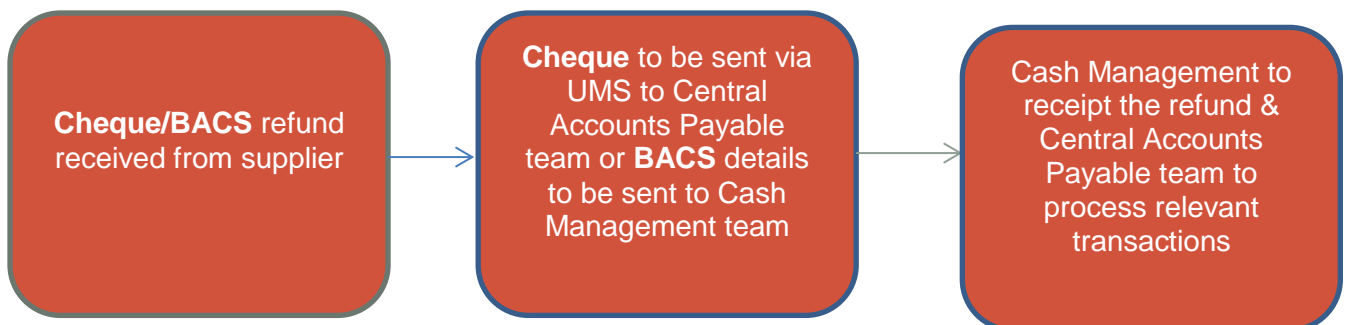 Cheque/BACS refund
received from supplier
Cheque to be sent via
UMS to Central
Accounts Payable
team or BACS details
to be sent to Cash
Management team
Cash Management to
receipt the refund &
Central Accounts
Payable team to
process relevant
transactions